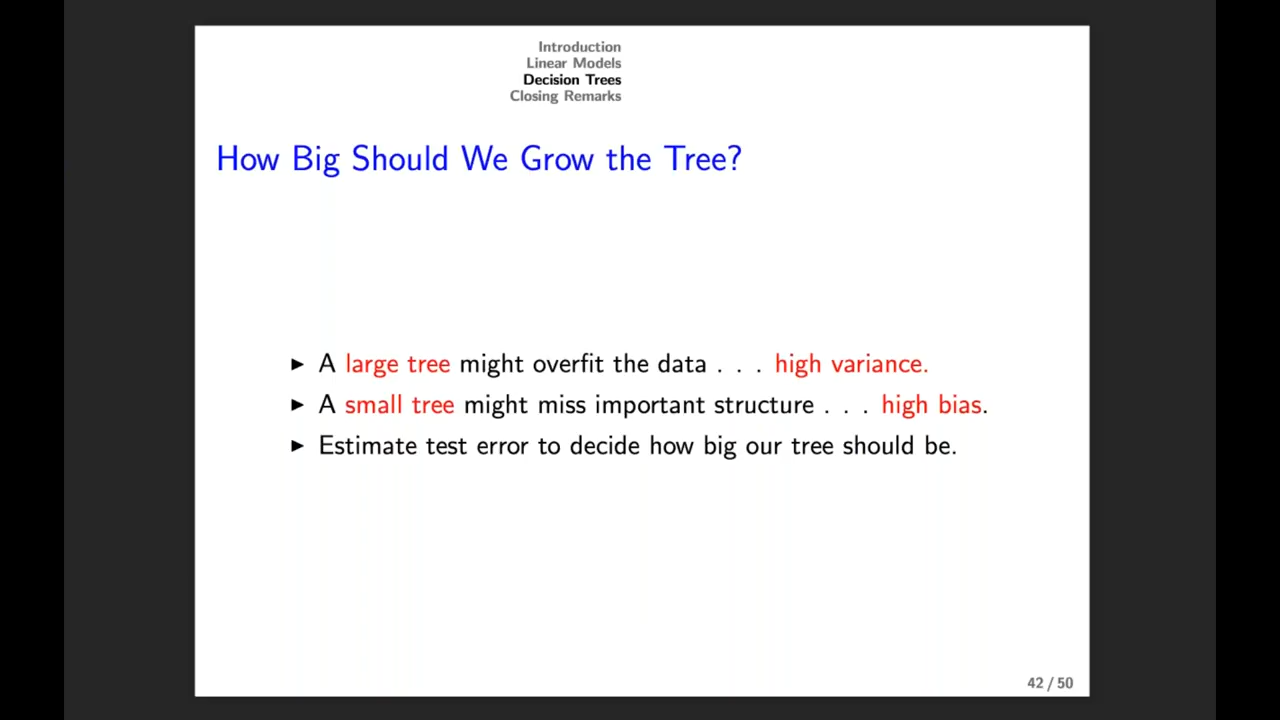 Introduction
Linear Models
Decision Trees
Closing Remarks
How Big Should We Grow the Tree?
▶ A large tree might overfit the data . . . high variance.
▶ A small tree might miss important structure . . . high bias.
▶ Estimate test error to decide how big our tree should be.
42 / 50